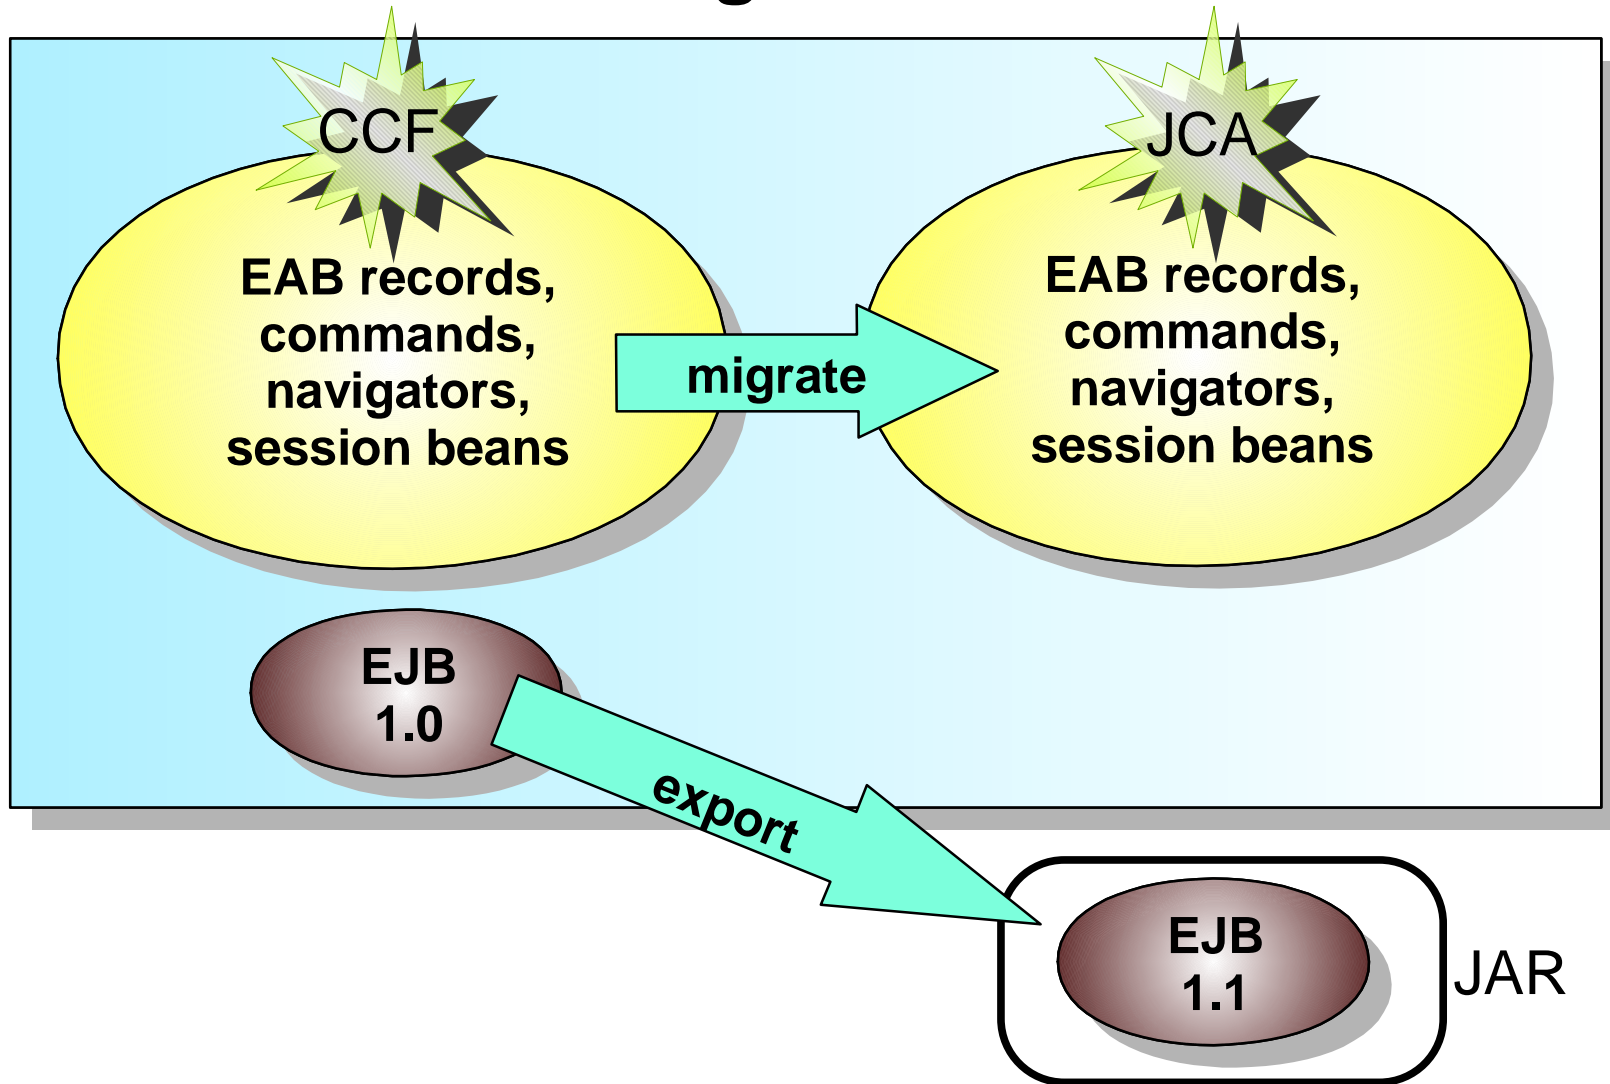 CCF
EAB records,
commands,
navigators,
session beans
migrate
JCA
EAB records,
commands,
navigators,
session beans
EJB
1.0
export
EJB
1.1
JAR